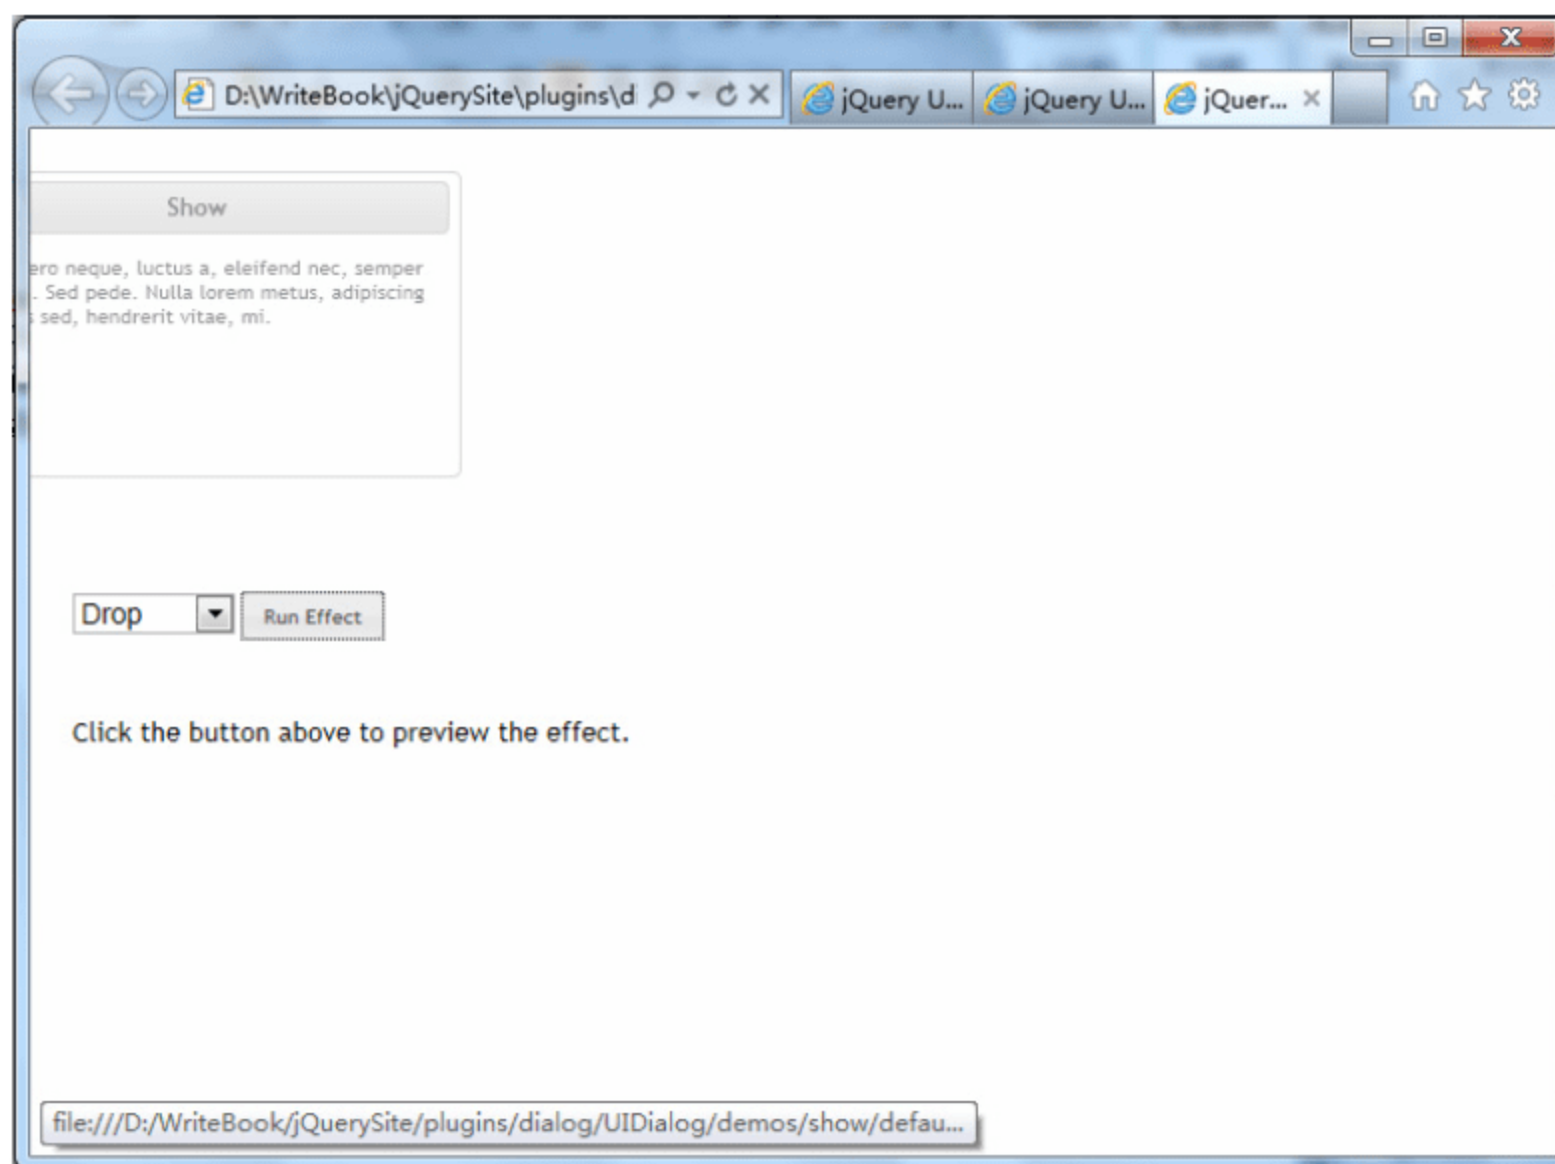 D:\WriteBook\jQuerySite\plugins\d
jQuery U...
jQuery U...
jQuer...
Show
ero neque, luctus a, eleifend nec, semper
. Sed pede. Nulla lorem metus, adipiscing
s sed, hendrerit vitae, mi.
Drop
Run Effect
Click the button above to preview the effect.
file:///D:/WriteBook/jQuerySite/plugins/dialog/UIDialog/demos/show/defau...